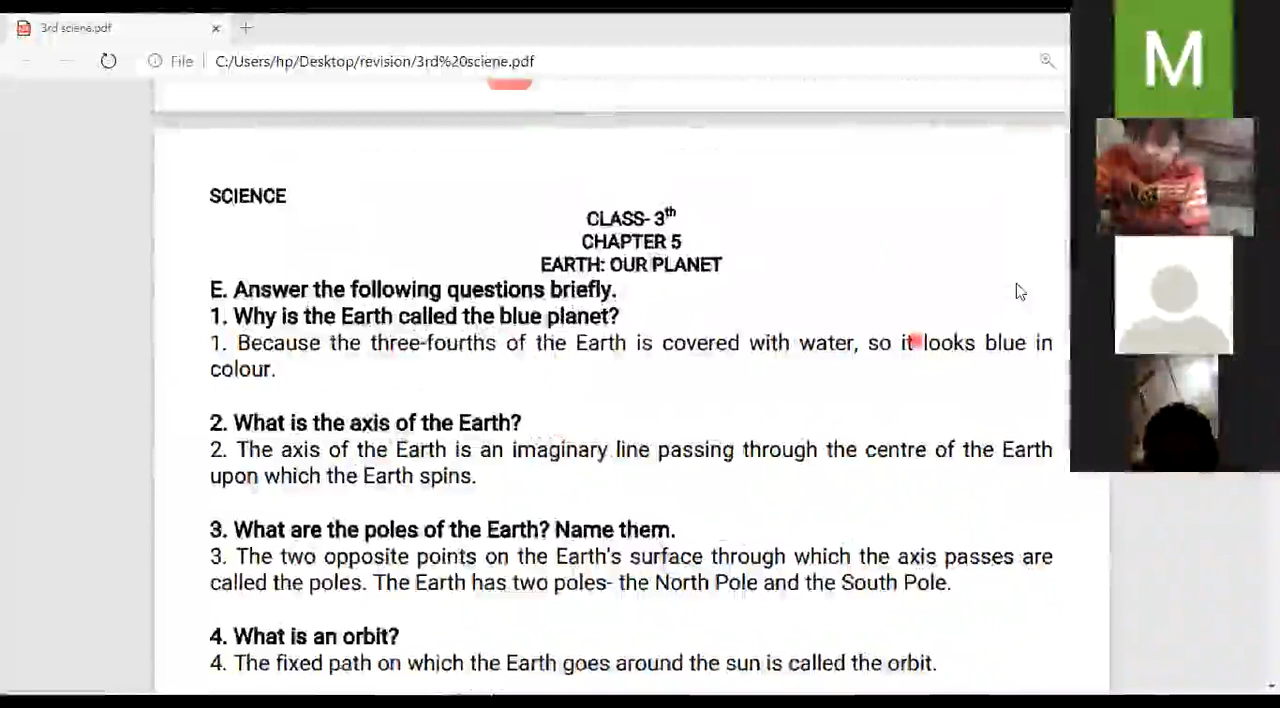 3rd sciene.pdf
File C:/Users/hp/Desktop/revision/3rd%20sciene.pdf
M
SCIENCE
CLASS- 3th
CHAPTER 5
EARTH: OUR PLANET
E. Answer the following questions briefly.
1. Why is the Earth called the blue planet?
1. Because the three-fourths of the Earth is covered with water, so it looks blue in
colour.
2. What is the axis of the Earth?
2. The axis of the Earth is an imaginary line passing through the centre of the Earth
upon which the Earth spins.
3. What are the poles of the Earth? Name them.
3. The two opposite points on the Earth's surface through which the axis passes are
called the poles. The Earth has two poles- the North Pole and the South Pole.
4. What is an orbit?
4. The fixed path on which the Earth goes around the sun is called the orbit.